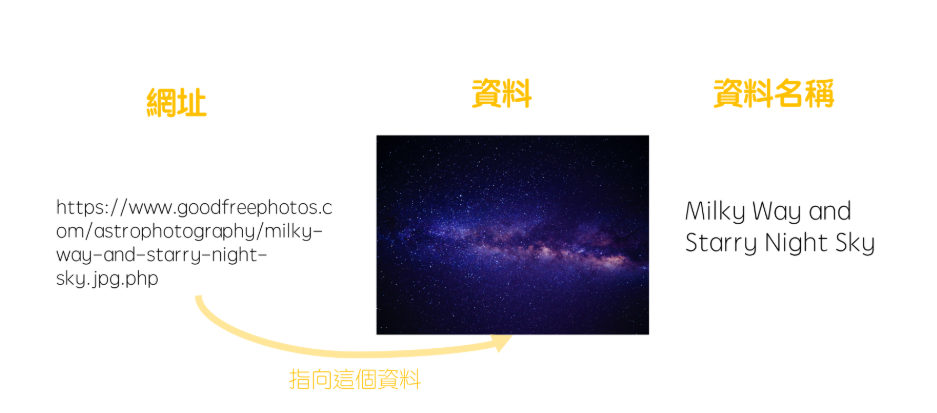 網址
資料
資料名稱
https://www.goodfreephotos.c
om/astrophotography/milky-
way-and-starry-night-
sky.jpg.php
Milky Way and
Starry Night Sky
指向這個資料